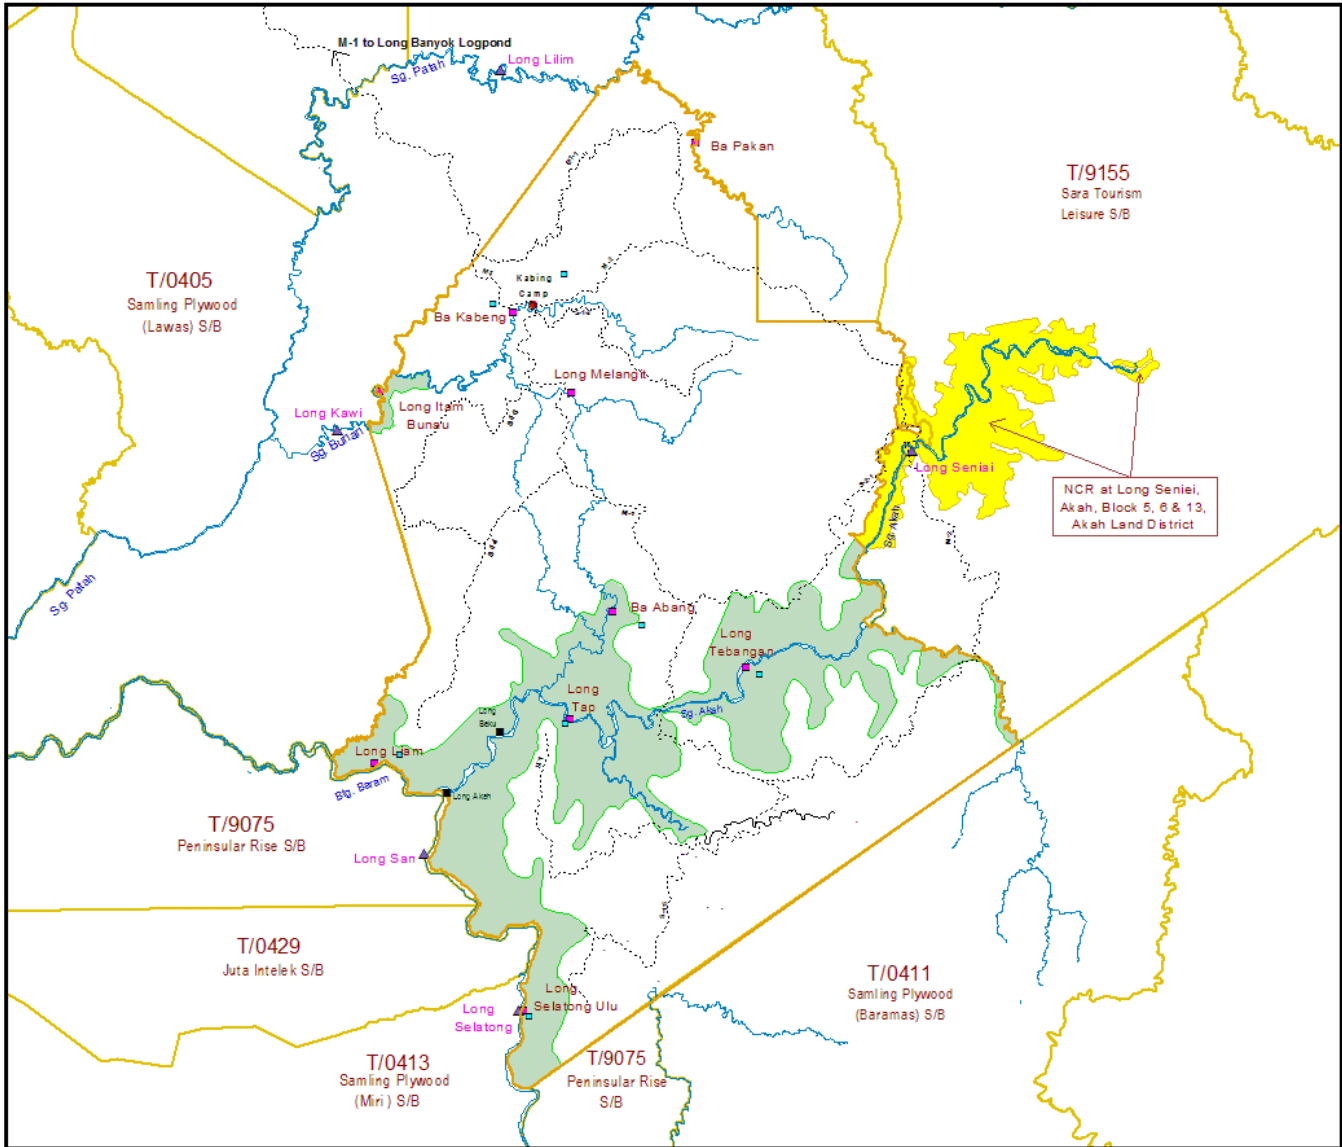 M-1 to Long Banyok Logpond
Sg. Patah
Long Lilim
Ba Pakan
T/9155
Sara Tourism
Leisure S/B
T/0405
Samling Plywood
(Lawas) S/B
Kabing
Camp
Ba Kabeng
Long Melangit
Long Kawi
Long Itam
Bunau
Sg. Buhan
Long Seniai
NCR at Long Seniei,
Akah, Block 5, 6 & 13,
Akah Land District
Sg. Akah
Sg. Patah
Ba Abang
Long
Tebangan
Long
Tap
Sg. Akah
Long
Beku
Long Liam
Btg. Baram
Long Akah
T/9075
Peninsular Rise S/B
Long San
T/0429
Juta Intelek S/B
T/0411
Samling Plywood
(Baramas) S/B
Long
Selatong Ulu
Long
Selatong
T/0413
Samling Plywood
(Miri) S/B
T/9075
Peninsular Rise
S/B